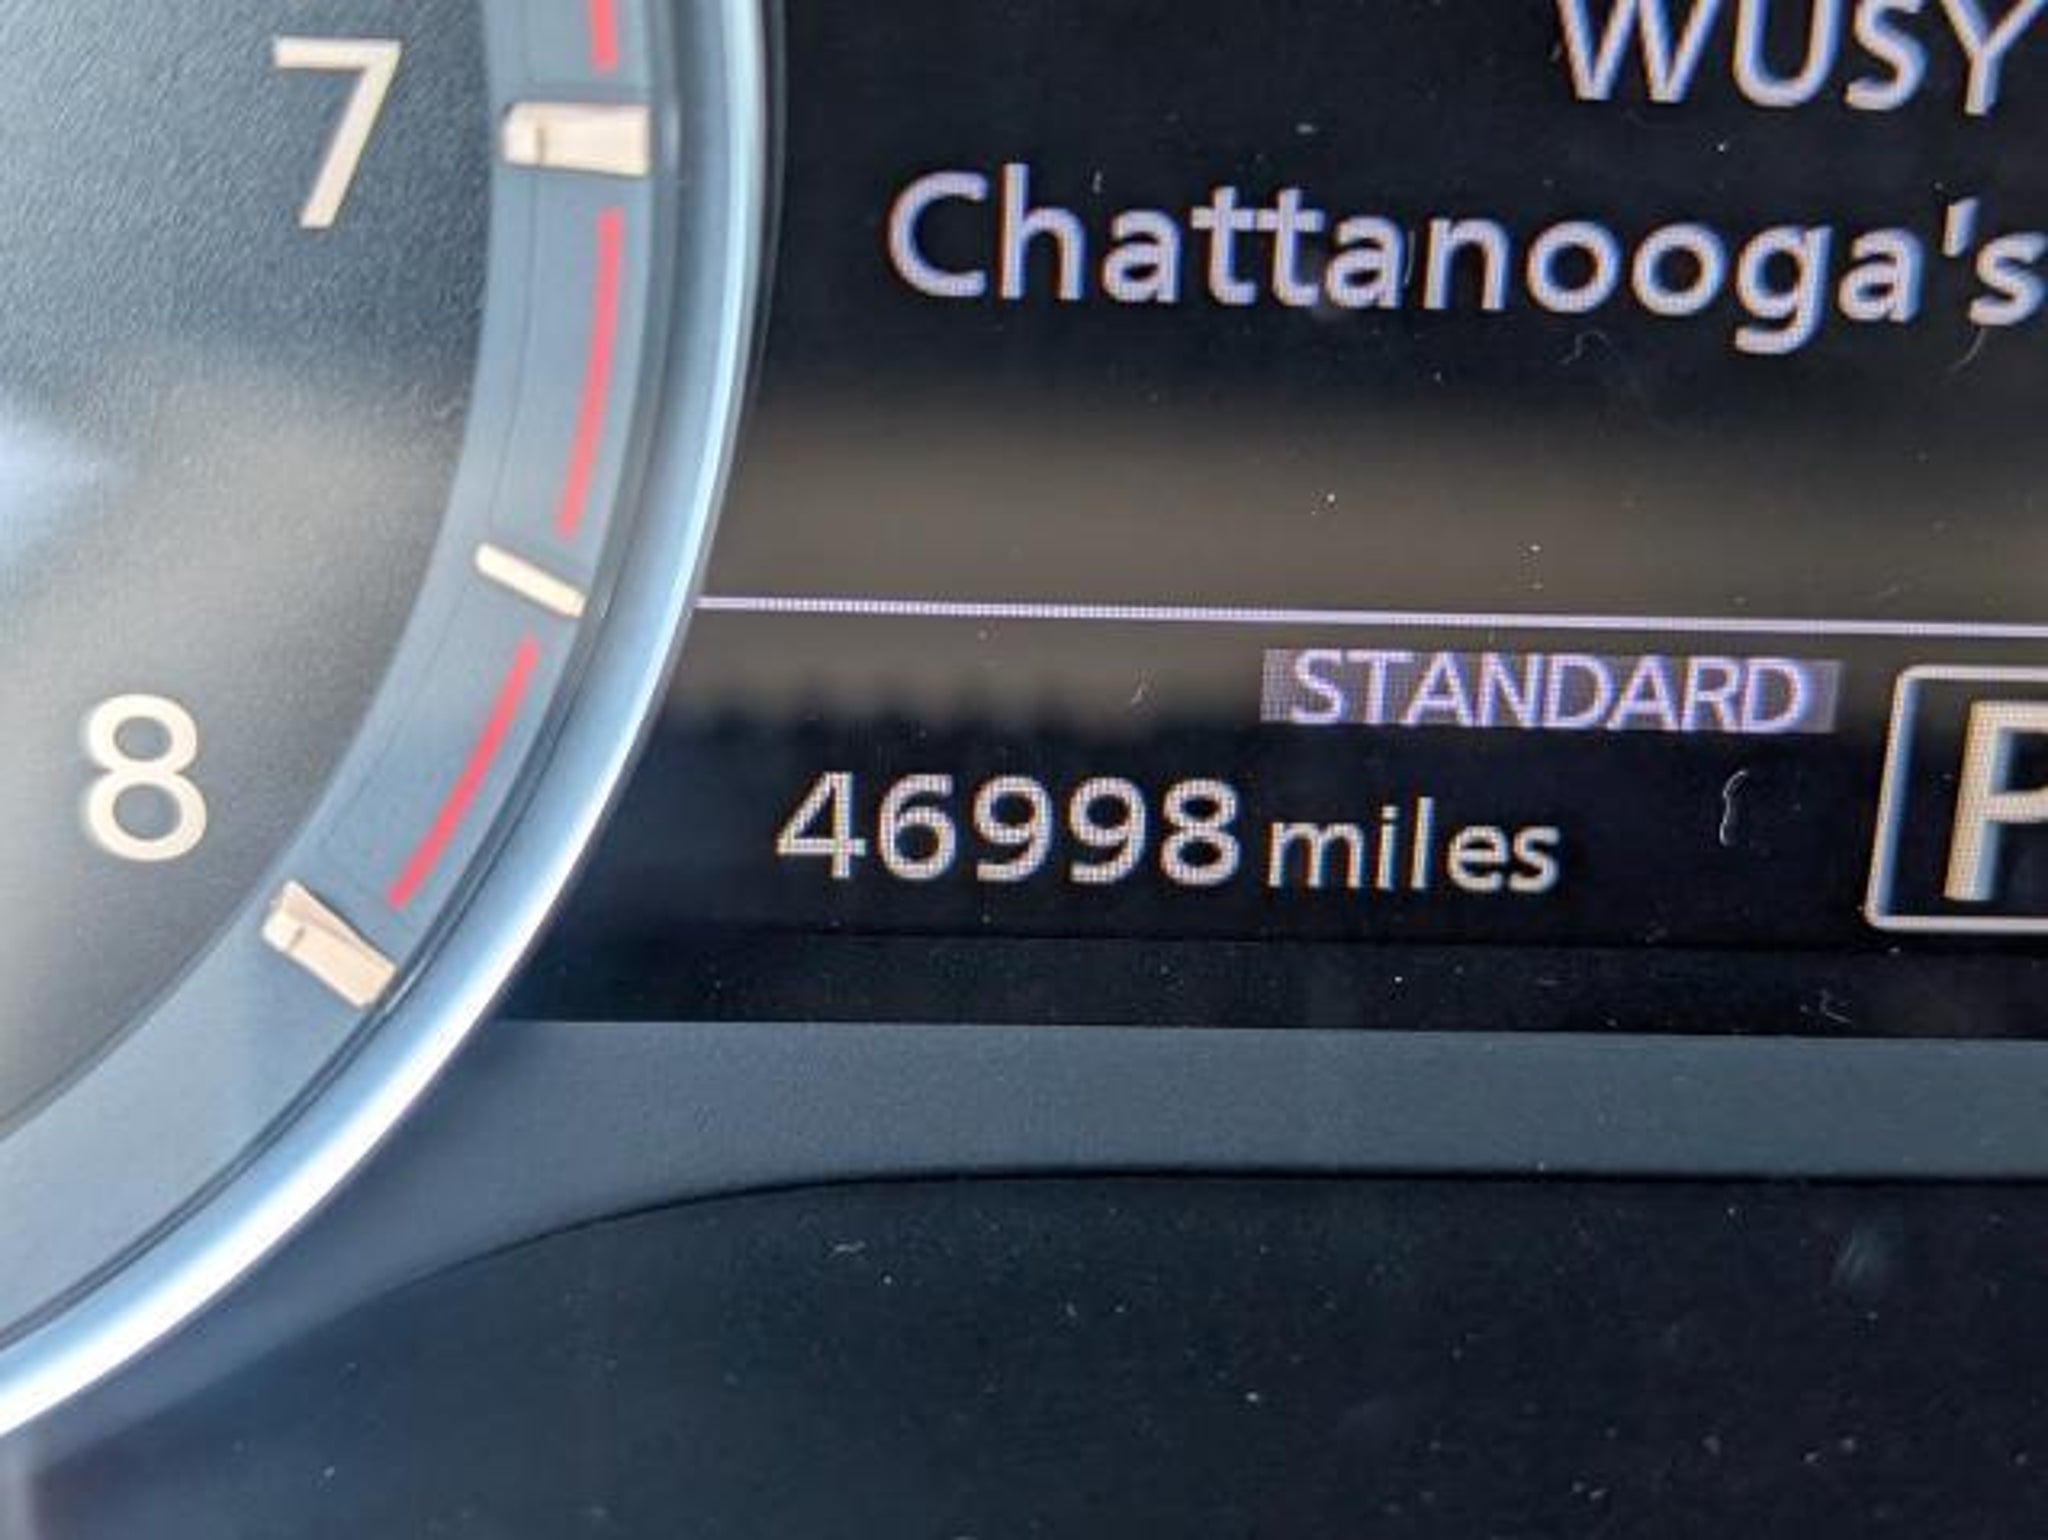 7
8
WUSY
Chattanooga's
STANDARD
46998 miles
P